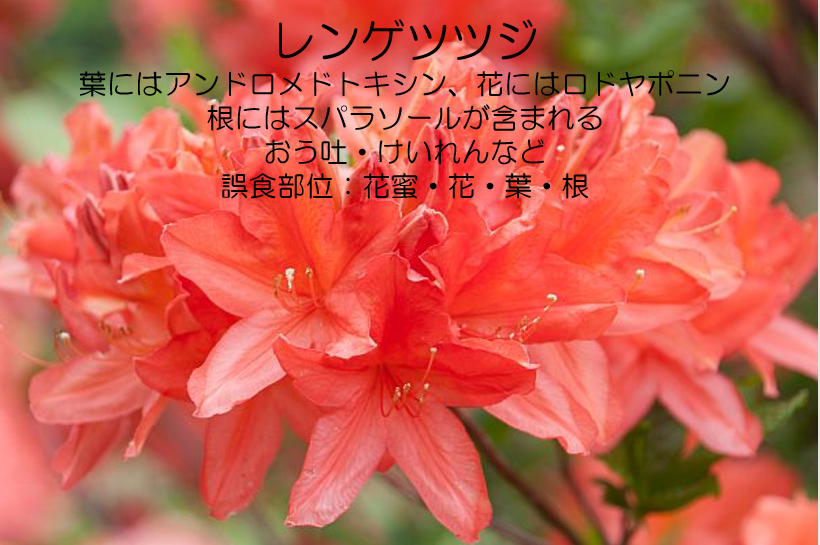 レンゲツツジ
葉にはアンドロメドトキシン、花にはロドヤポニン
根にはスパラソールが含まれる
おう吐・けいれんなど
誤食部位：花蜜・花・葉・根